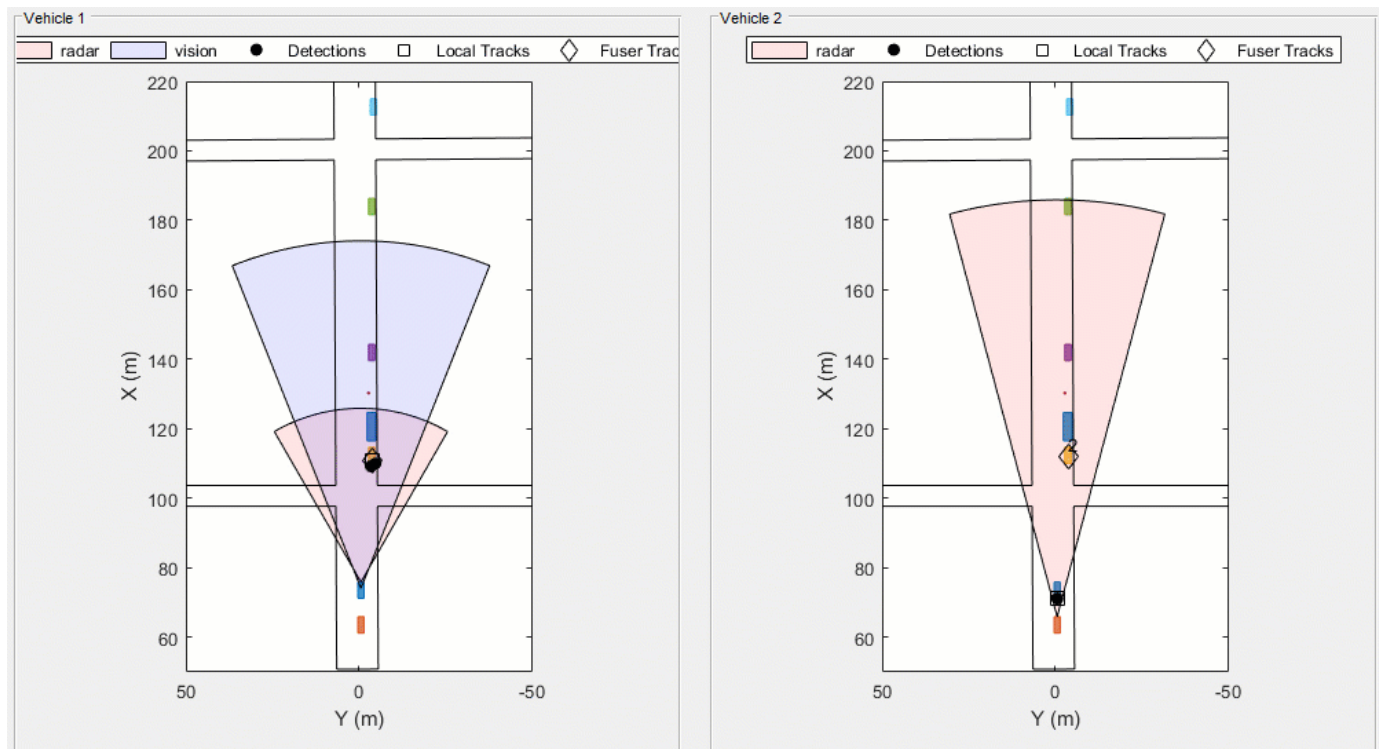 Vehicle 1
radar vision Detections Local Tracks Fuser Trac
220
200
180
160
140
120
100
80
60
50 0 -50
X (m)
Y (m)
Vehicle 2
radar Detections Local Tracks Fuser Tracks
220
200
180
160
140
120
100
80
60
50 0 -50
X (m)
Y (m)
2